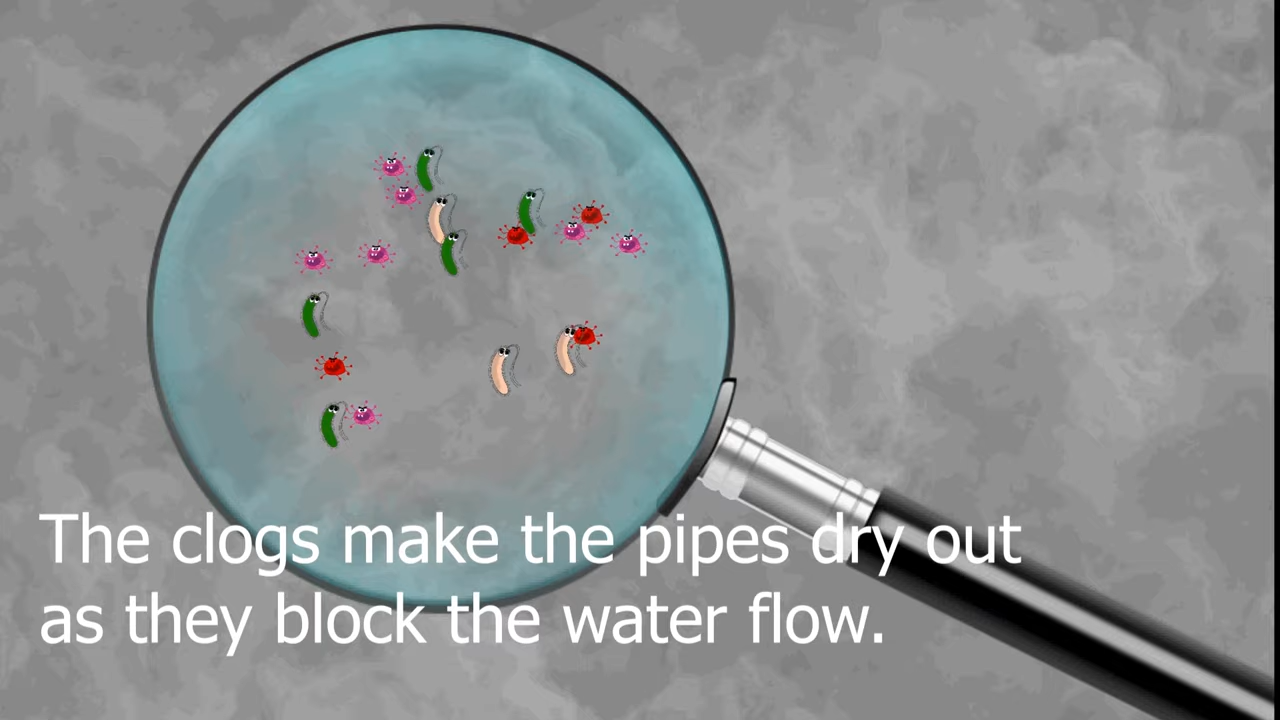 The clogs make the pipes dry out
as they block the water flow.